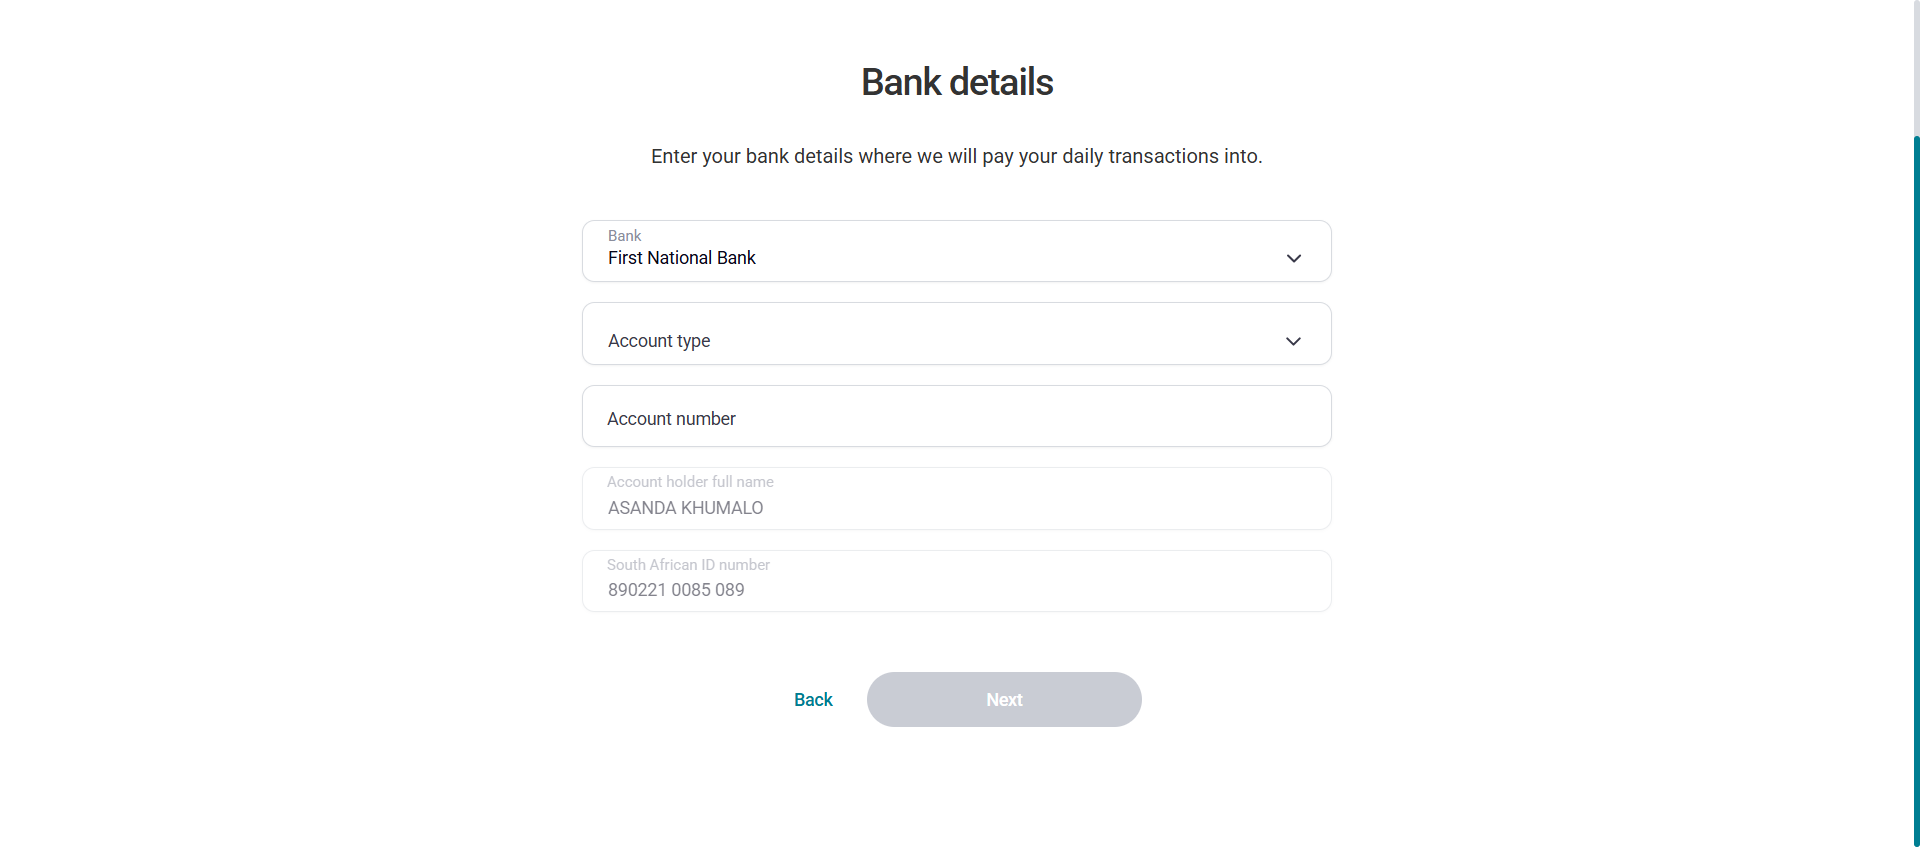 Bank details
Enter your bank details where we will pay your daily transactions into.
Bank
First National Bank
Account type
Account number
Account holder full name
ASANDA KHUMALO
South African ID number
890221 0085 089
Back
Next